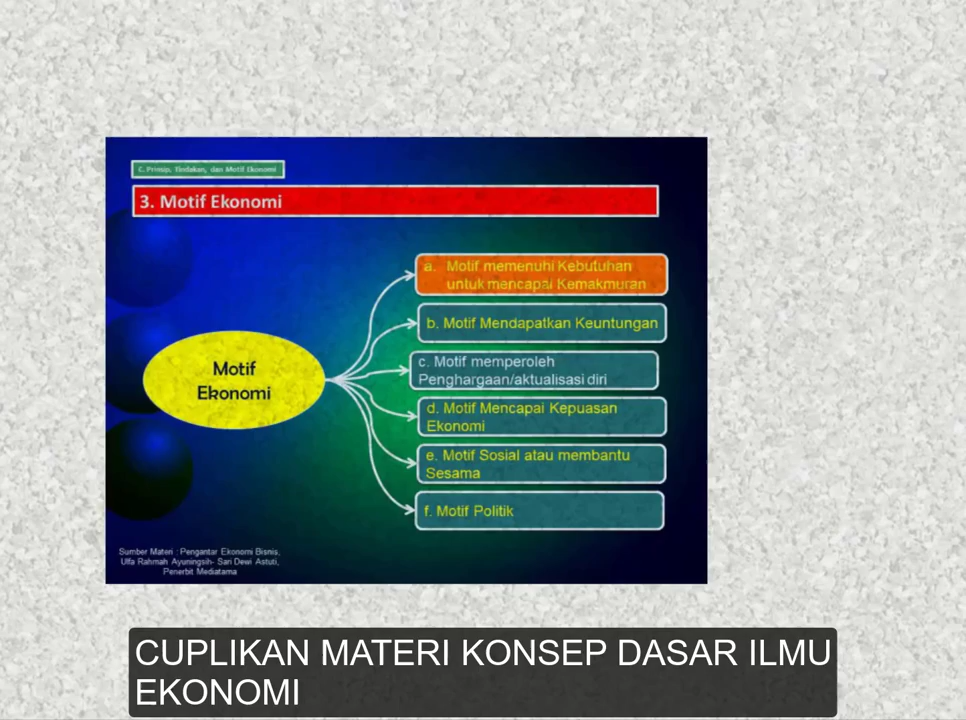 C. Prinsip, Tindakan, dan Motif Ekonomi
3. Motif Ekonomi
Motif
Ekonomi
a. Motif memenuhi Kebutuhan
untuk mencapai Kemakmuran
b. Motif Mendapatkan Keuntungan
c. Motif memperoleh
Penghargaan/aktualisasi diri
d. Motif Mencapai Kepuasan
Ekonomi
e. Motif Sosial atau membantu
Sesama
f. Motif Politik
Sumber Materi : Pengantar Ekonomi Bisnis,
Ulfa Rahmah Ayuningsih- Sari Dewi Astuti,
Penerbit Mediatama
CUPLIKAN MATERI KONSEP DASAR ILMU
EKONOMI